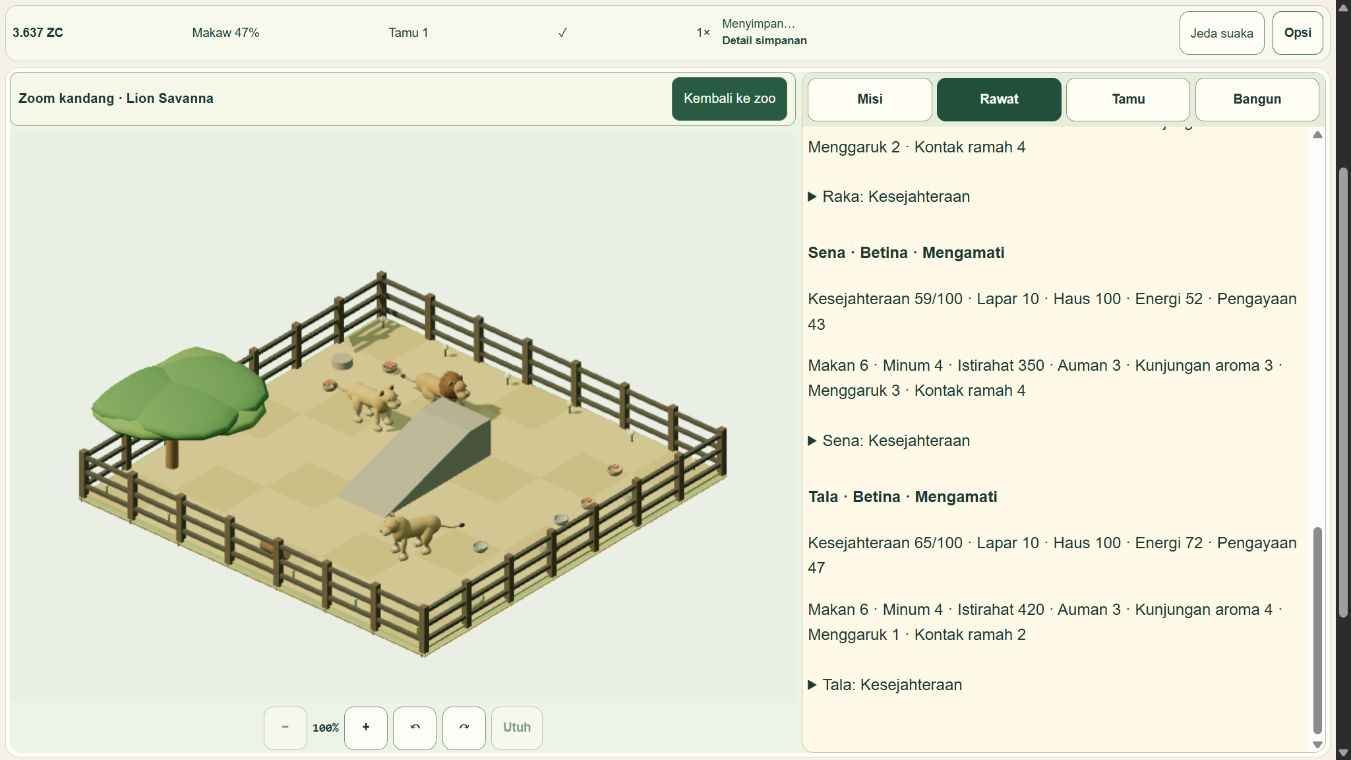 3.637 ZC
Makaw 47%
Tamu 1
✓
1×
Menyimpan...
Detail simpanan
Jeda suaka
Opsi
Zoom kandang · Lion Savanna
Kembali ke zoo
Misi
Rawat
Tamu
Bangun
Menggaruk 2 · Kontak ramah 4
▶ Raka: Kesejahteraan
Sena · Betina · Mengamati
Kesejahteraan 59/100 · Lapar 10 · Haus 100 · Energi 52 · Pengayaan
43
Makan 6 · Minum 4 · Istirahat 350 · Auman 3 · Kunjungan aroma 3 ·
Menggaruk 3 · Kontak ramah 4
▶ Sena: Kesejahteraan
Tala · Betina · Mengamati
Kesejahteraan 65/100 · Lapar 10 · Haus 100 · Energi 72 · Pengayaan
47
Makan 6 · Minum 4 · Istirahat 420 · Auman 3 · Kunjungan aroma 4 ·
Menggaruk 1 · Kontak ramah 2
▶ Tala: Kesejahteraan
−
100%
+
↶
↷
Utuh